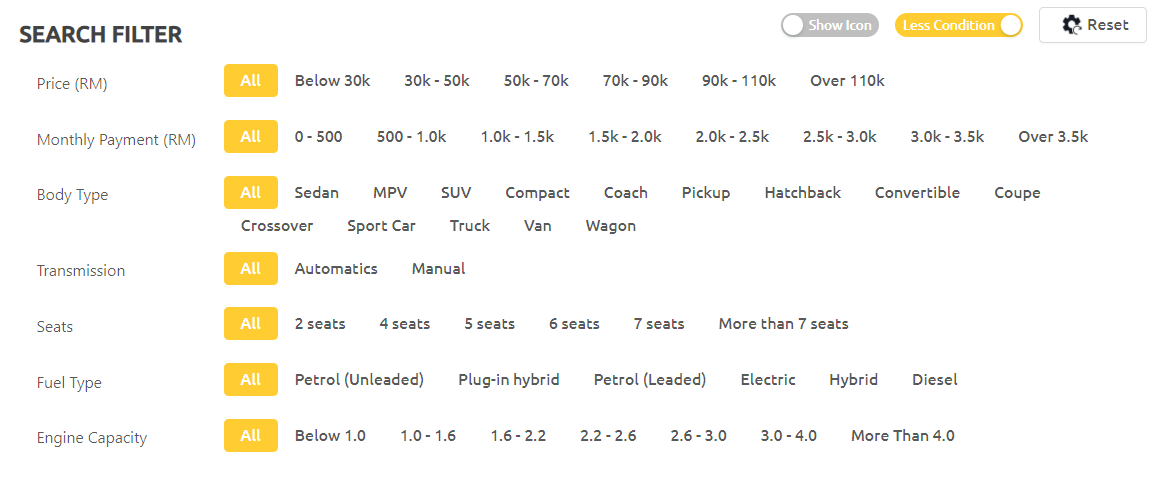 SEARCH FILTER Show Icon Less Condition Reset
Price (RM) All Below 30k 30k - 50k 50k - 70k 70k - 90k 90k - 110k Over 110k
Monthly Payment (RM) All 0 - 500 500 - 1.0k 1.0k - 1.5k 1.5k - 2.0k 2.0k - 2.5k 2.5k - 3.0k 3.0k - 3.5k Over 3.5k
Body Type All Sedan MPV SUV Compact Coach Pickup Hatchback Convertible Coupe
Crossover Sport Car Truck Van Wagon
Transmission All Automatics Manual
Seats All 2 seats 4 seats 5 seats 6 seats 7 seats More than 7 seats
Fuel Type All Petrol (Unleaded) Plug-in hybrid Petrol (Leaded) Electric Hybrid Diesel
Engine Capacity All Below 1.0 1.0 - 1.6 1.6 - 2.2 2.2 - 2.6 2.6 - 3.0 3.0 - 4.0 More Than 4.0